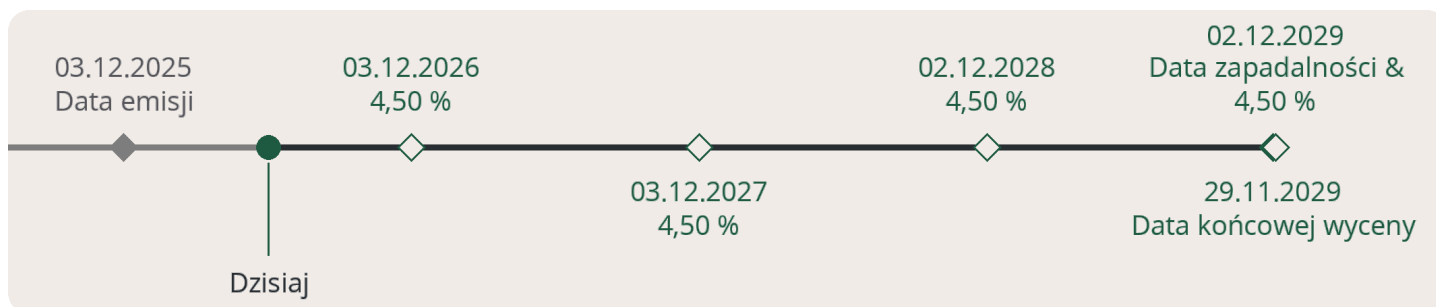 03.12.2025
Data emisji
03.12.2026
4,50 %
02.12.2028
4,50 %
02.12.2029
Data zapadalności &
4,50 %
03.12.2027
4,50 %
29.11.2029
Data końcowej wyceny
Dzisiaj